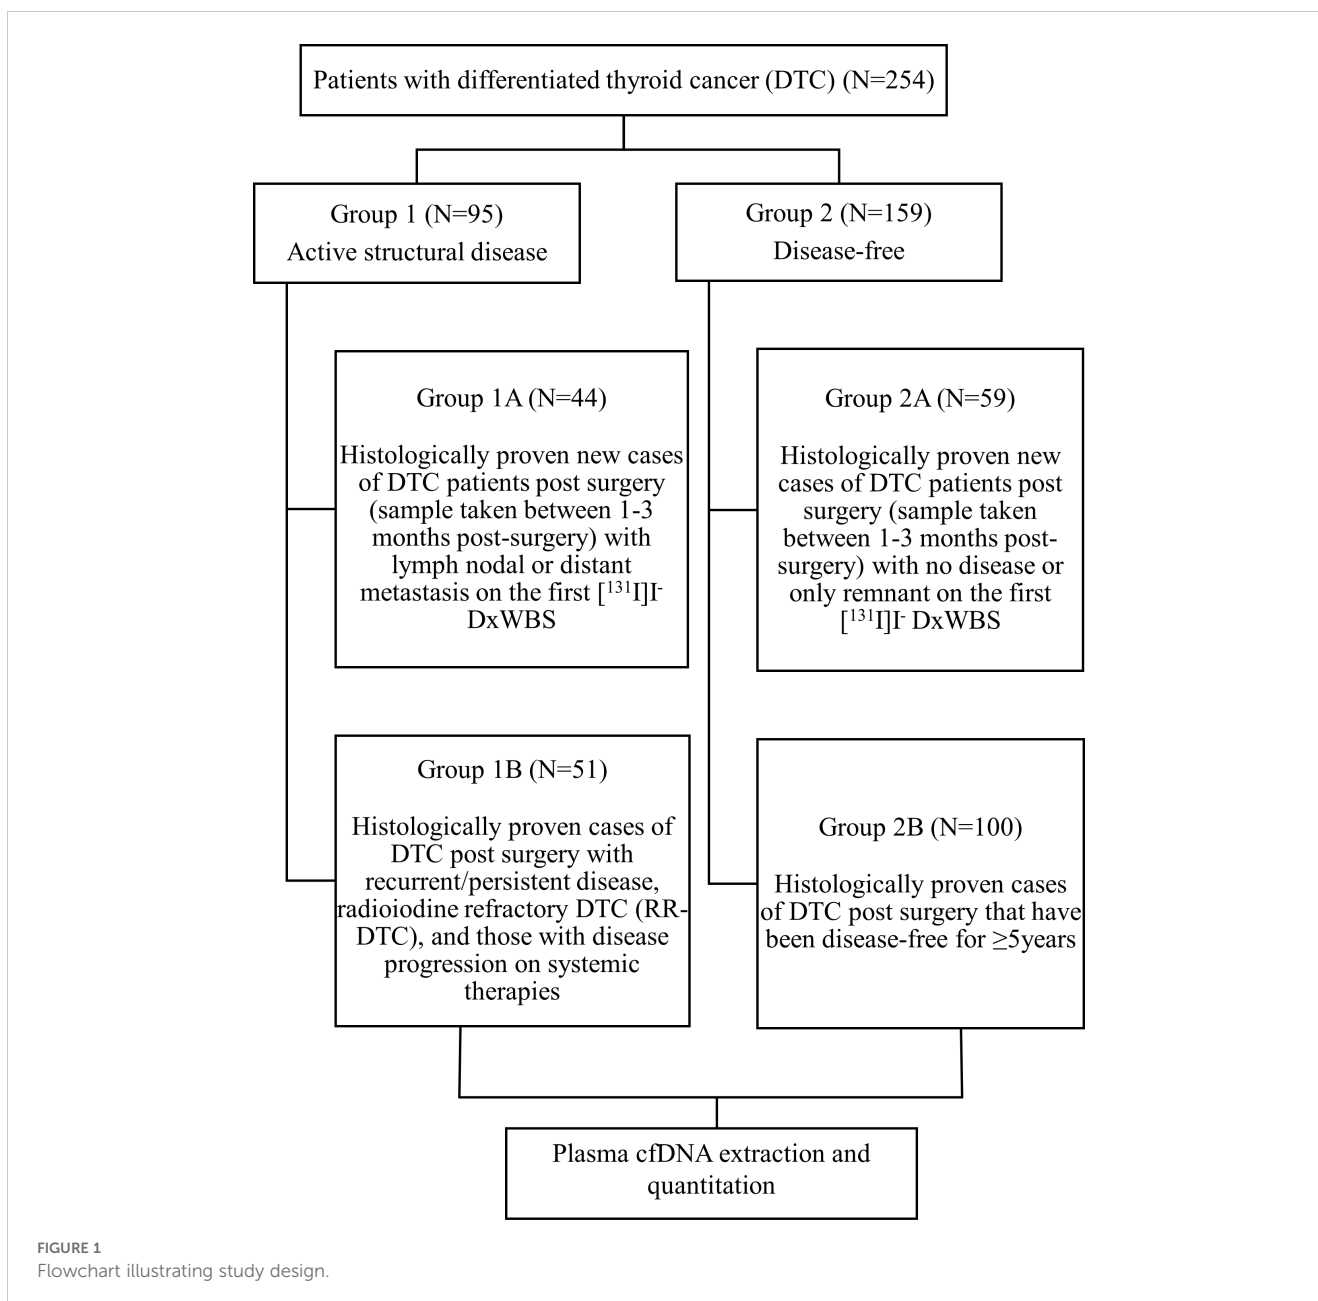 Patients with differentiated thyroid cancer (DTC) (N=254)
Group 1 (N=95)
Active structural disease
Group 2 (N=159)
Disease-free
Group 1A (N=44)
Histologically proven new cases
of DTC patients post surgery
(sample taken between 1-3
months post-surgery) with
lymph nodal or distant
metastasis on the first [¹³¹I]I⁻
DxWBS
Group 2A (N=59)
Histologically proven new
cases of DTC patients post
surgery (sample taken
between 1-3 months post-
surgery) with no disease or
only remnant on the first
[¹³¹I]I⁻ DxWBS
Group 1B (N=51)
Histologically proven cases of
DTC post surgery with
recurrent/persistent disease,
radioiodine refractory DTC (RR-
DTC), and those with disease
progression on systemic
therapies
Group 2B (N=100)
Histologically proven cases
of DTC post surgery that have
been disease-free for ≥5years
Plasma cfDNA extraction and
quantitation
FIGURE 1
Flowchart illustrating study design.